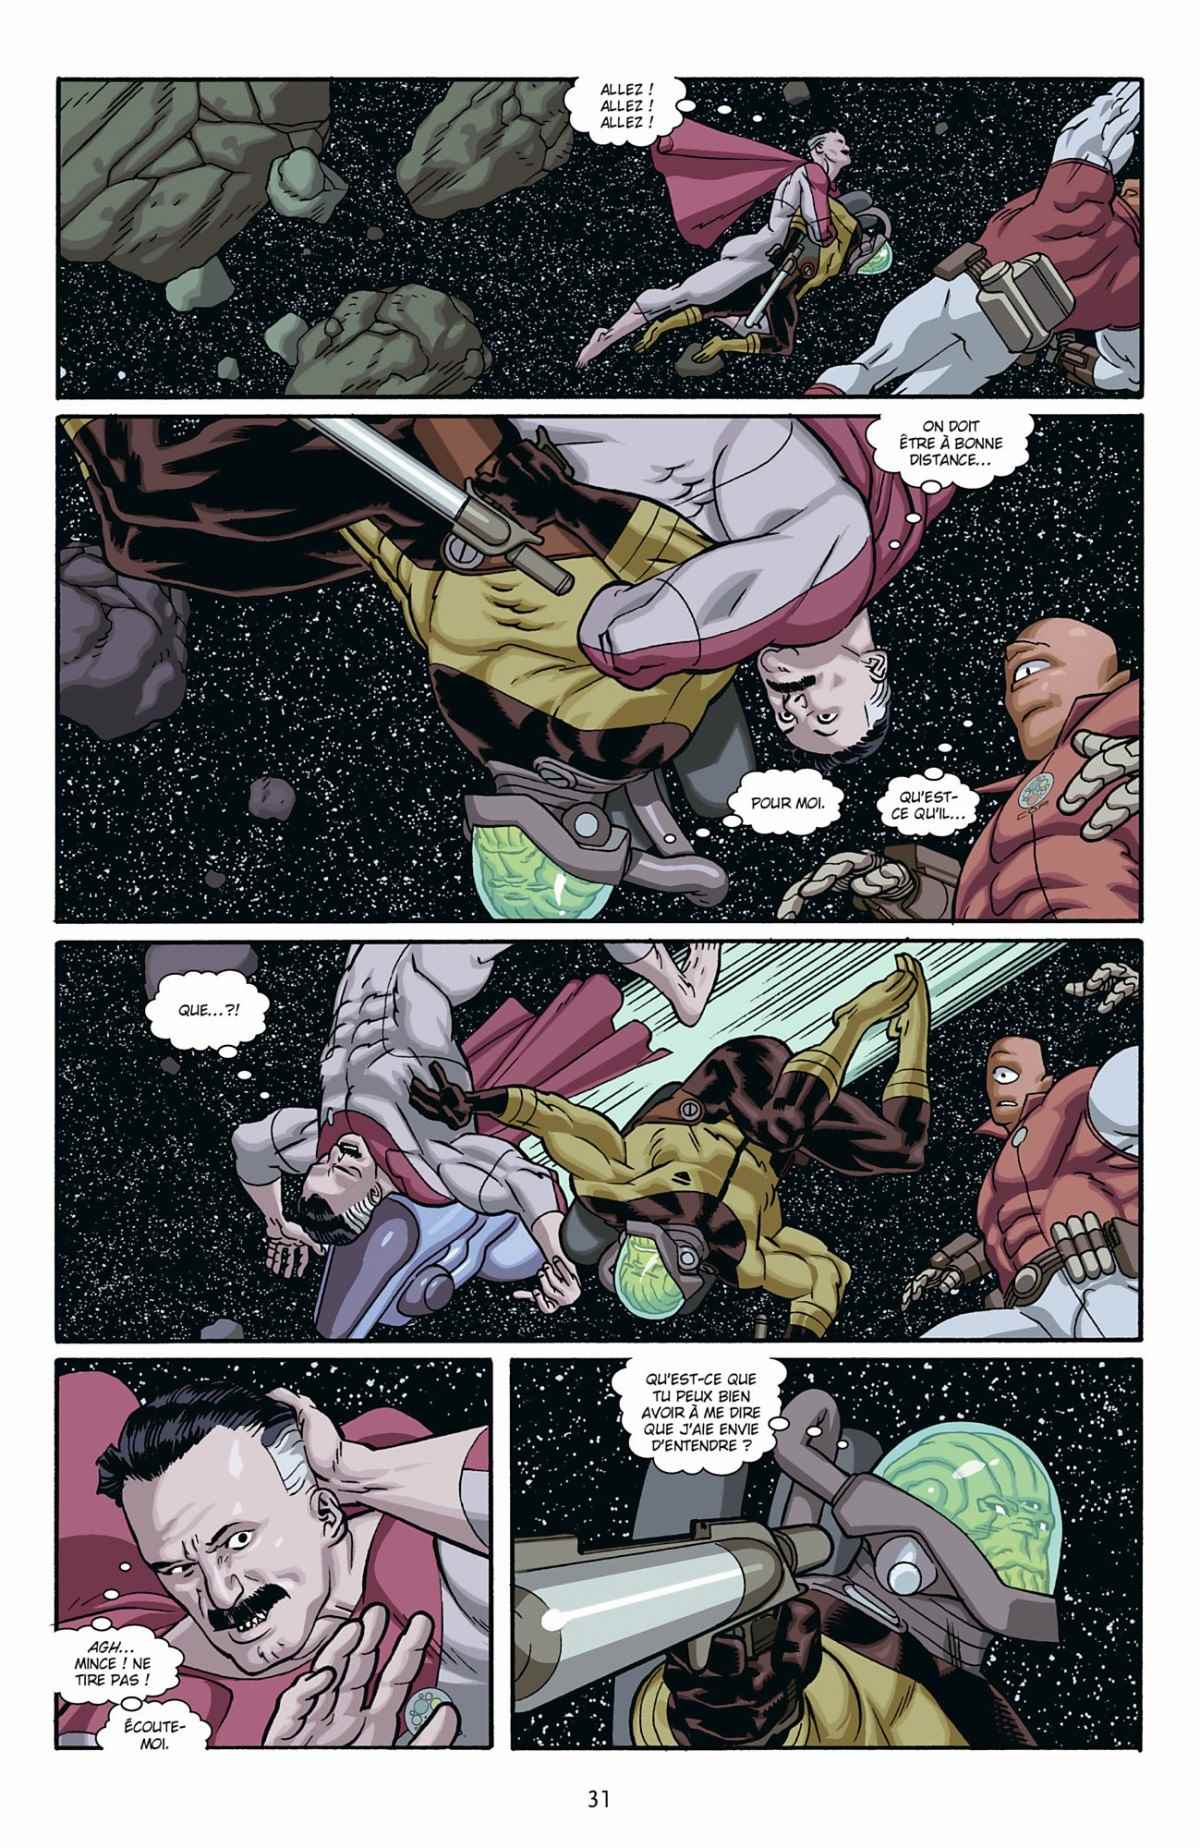 ALLEZ !
ALLEZ !
ALLEZ !
ON DOIT
ÊTRE À BONNE
DISTANCE...
POUR MOI.
QU'EST-
CE QU'IL...
QUE...?!
AGH...
MINCE ! NE
TIRE PAS !
ÉCOUTE-
MOI.
QU'EST-CE QUE
TU PEUX BIEN
AVOIR À ME DIRE
QUE J'AIE ENVIE
D'ENTENDRE ?
31